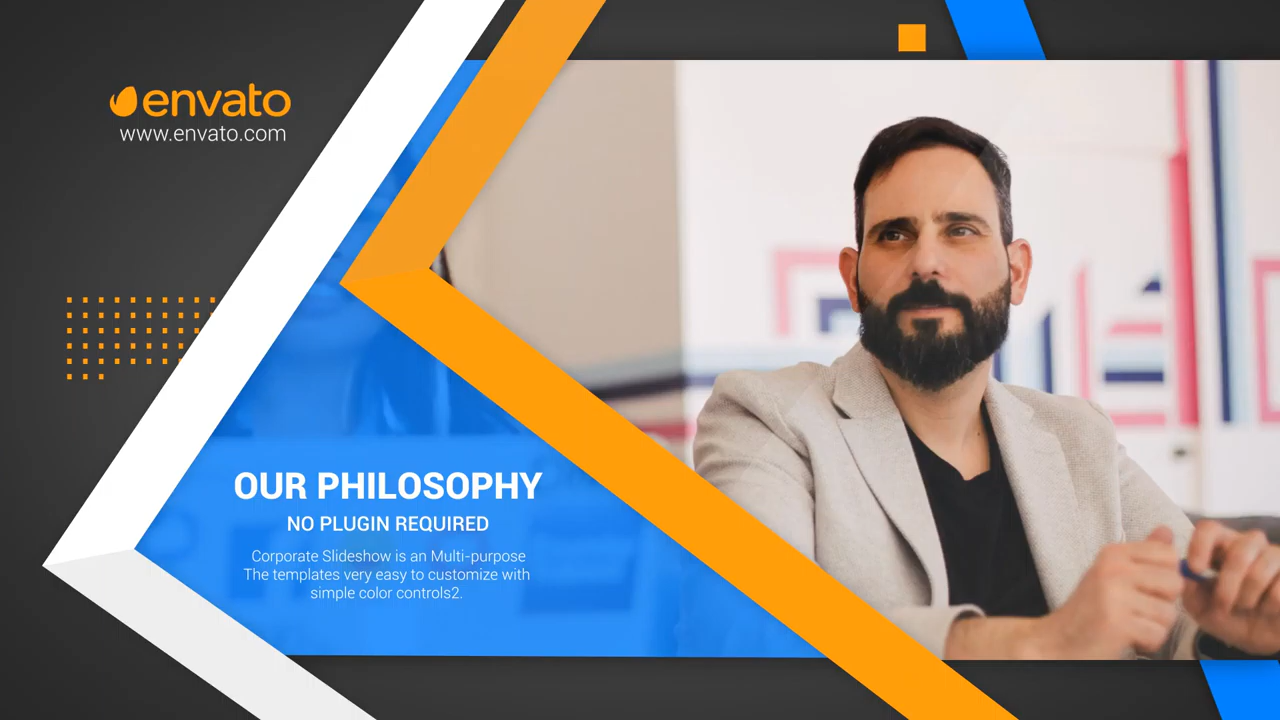 envato
www.envato.com
OUR PHILOSOPHY
NO PLUGIN REQUIRED
Corporate Slideshow is an Multi-purpose
The templates very easy to customize with
simple color controls2.